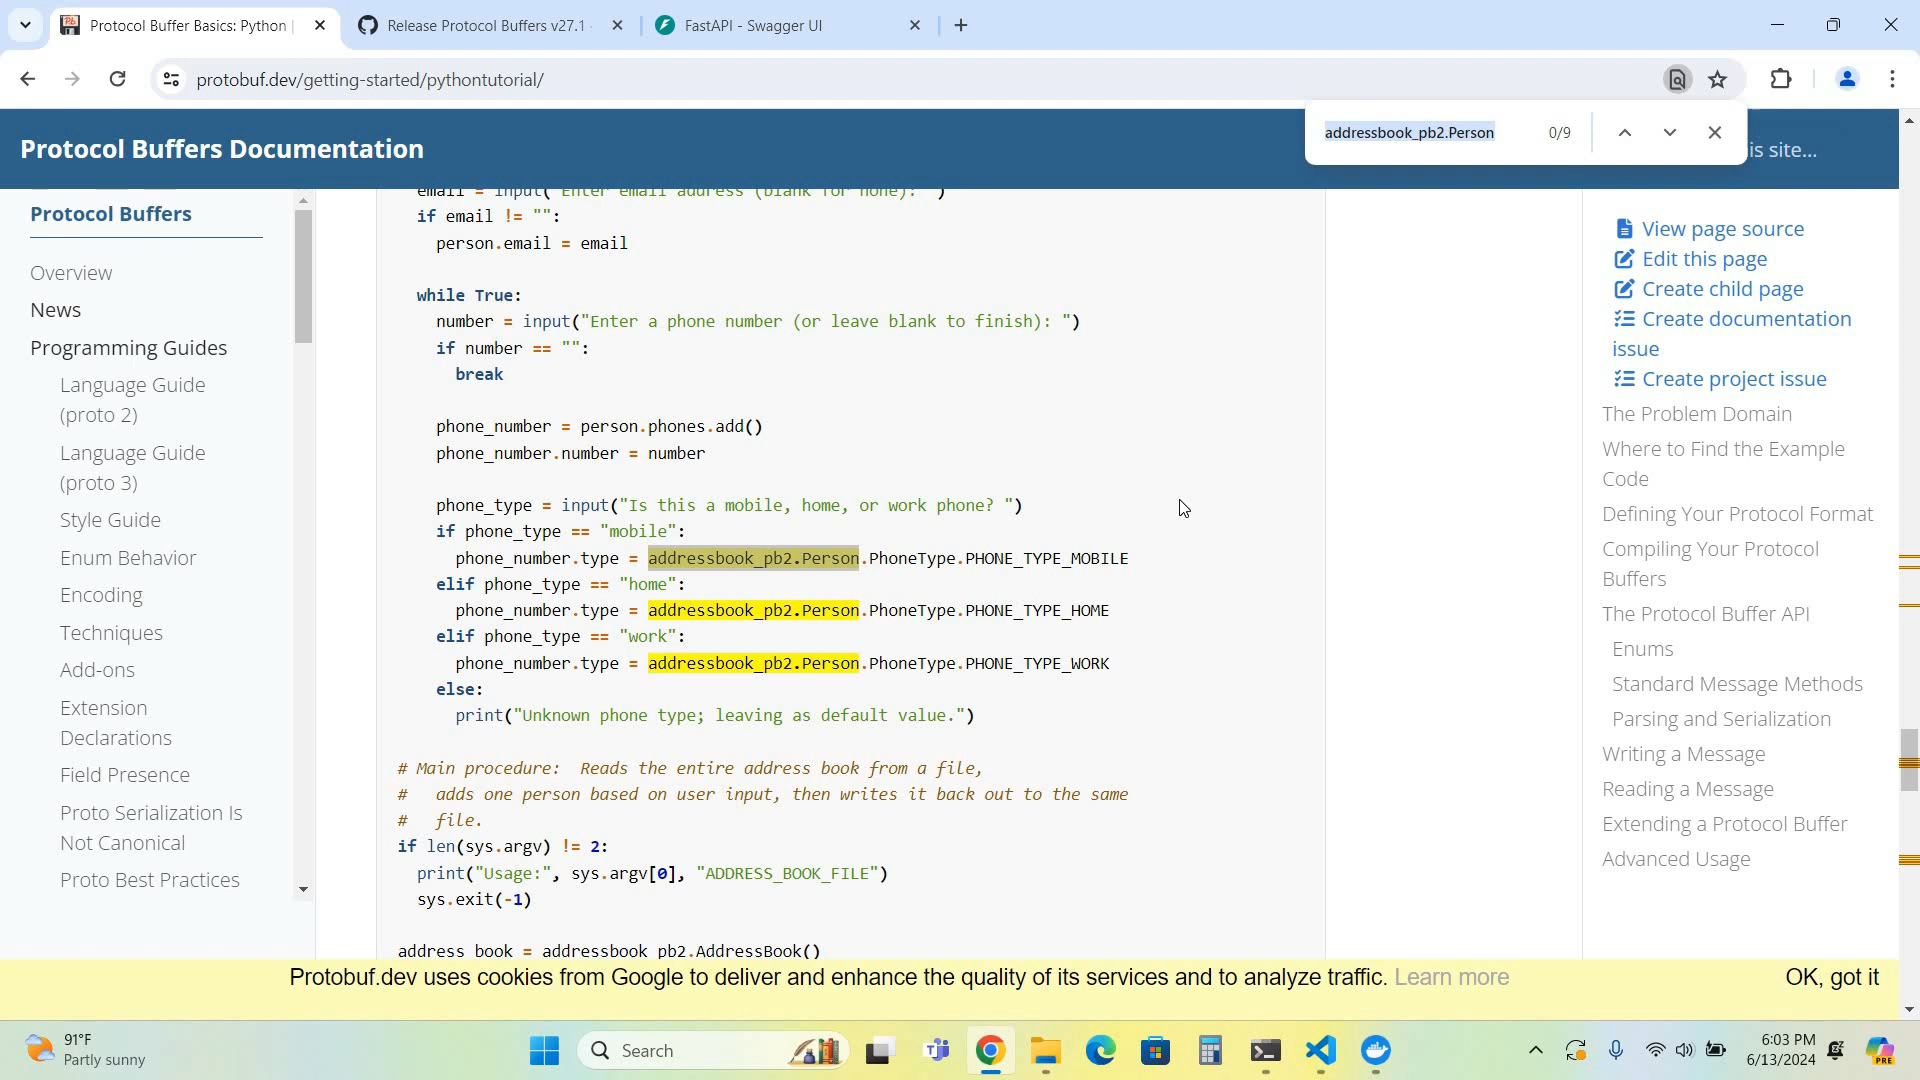 Protocol Buffer Basics: Python
Release Protocol Buffers v27.1
FastAPI - Swagger UI
protobuf.dev/getting-started/pythontutorial/
addressbook_pb2.Person 0/9
Protocol Buffers Documentation
is site...
Protocol Buffers
Overview
News
Programming Guides
Language Guide
(proto 2)
Language Guide
(proto 3)
Style Guide
Enum Behavior
Encoding
Techniques
Add-ons
Extension
Declarations
Field Presence
Proto Serialization Is
Not Canonical
Proto Best Practices
email = input("Enter email address (blank for none): ")
if email != "":
person.email = email
while True:
number = input("Enter a phone number (or leave blank to finish): ")
if number == "":
break
phone_number = person.phones.add()
phone_number.number = number
phone_type = input("Is this a mobile, home, or work phone? ")
if phone_type == "mobile":
phone_number.type = addressbook_pb2.Person.PhoneType.PHONE_TYPE_MOBILE
elif phone_type == "home":
phone_number.type = addressbook_pb2.Person.PhoneType.PHONE_TYPE_HOME
elif phone_type == "work":
phone_number.type = addressbook_pb2.Person.PhoneType.PHONE_TYPE_WORK
else:
print("Unknown phone type; leaving as default value.")
# Main procedure:  Reads the entire address book from a file,
#   adds one person based on user input, then writes it back out to the same
#   file.
if len(sys.argv) != 2:
print("Usage:", sys.argv[0], "ADDRESS_BOOK_FILE")
sys.exit(-1)
address_book = addressbook_pb2.AddressBook()
View page source
Edit this page
Create child page
Create documentation
issue
Create project issue
The Problem Domain
Where to Find the Example
Code
Defining Your Protocol Format
Compiling Your Protocol
Buffers
The Protocol Buffer API
Enums
Standard Message Methods
Parsing and Serialization
Writing a Message
Reading a Message
Extending a Protocol Buffer
Advanced Usage
Protobuf.dev uses cookies from Google to deliver and enhance the quality of its services and to analyze traffic. Learn more
OK, got it
91°F
Partly sunny
Search
6:03 PM
6/13/2024
PRE